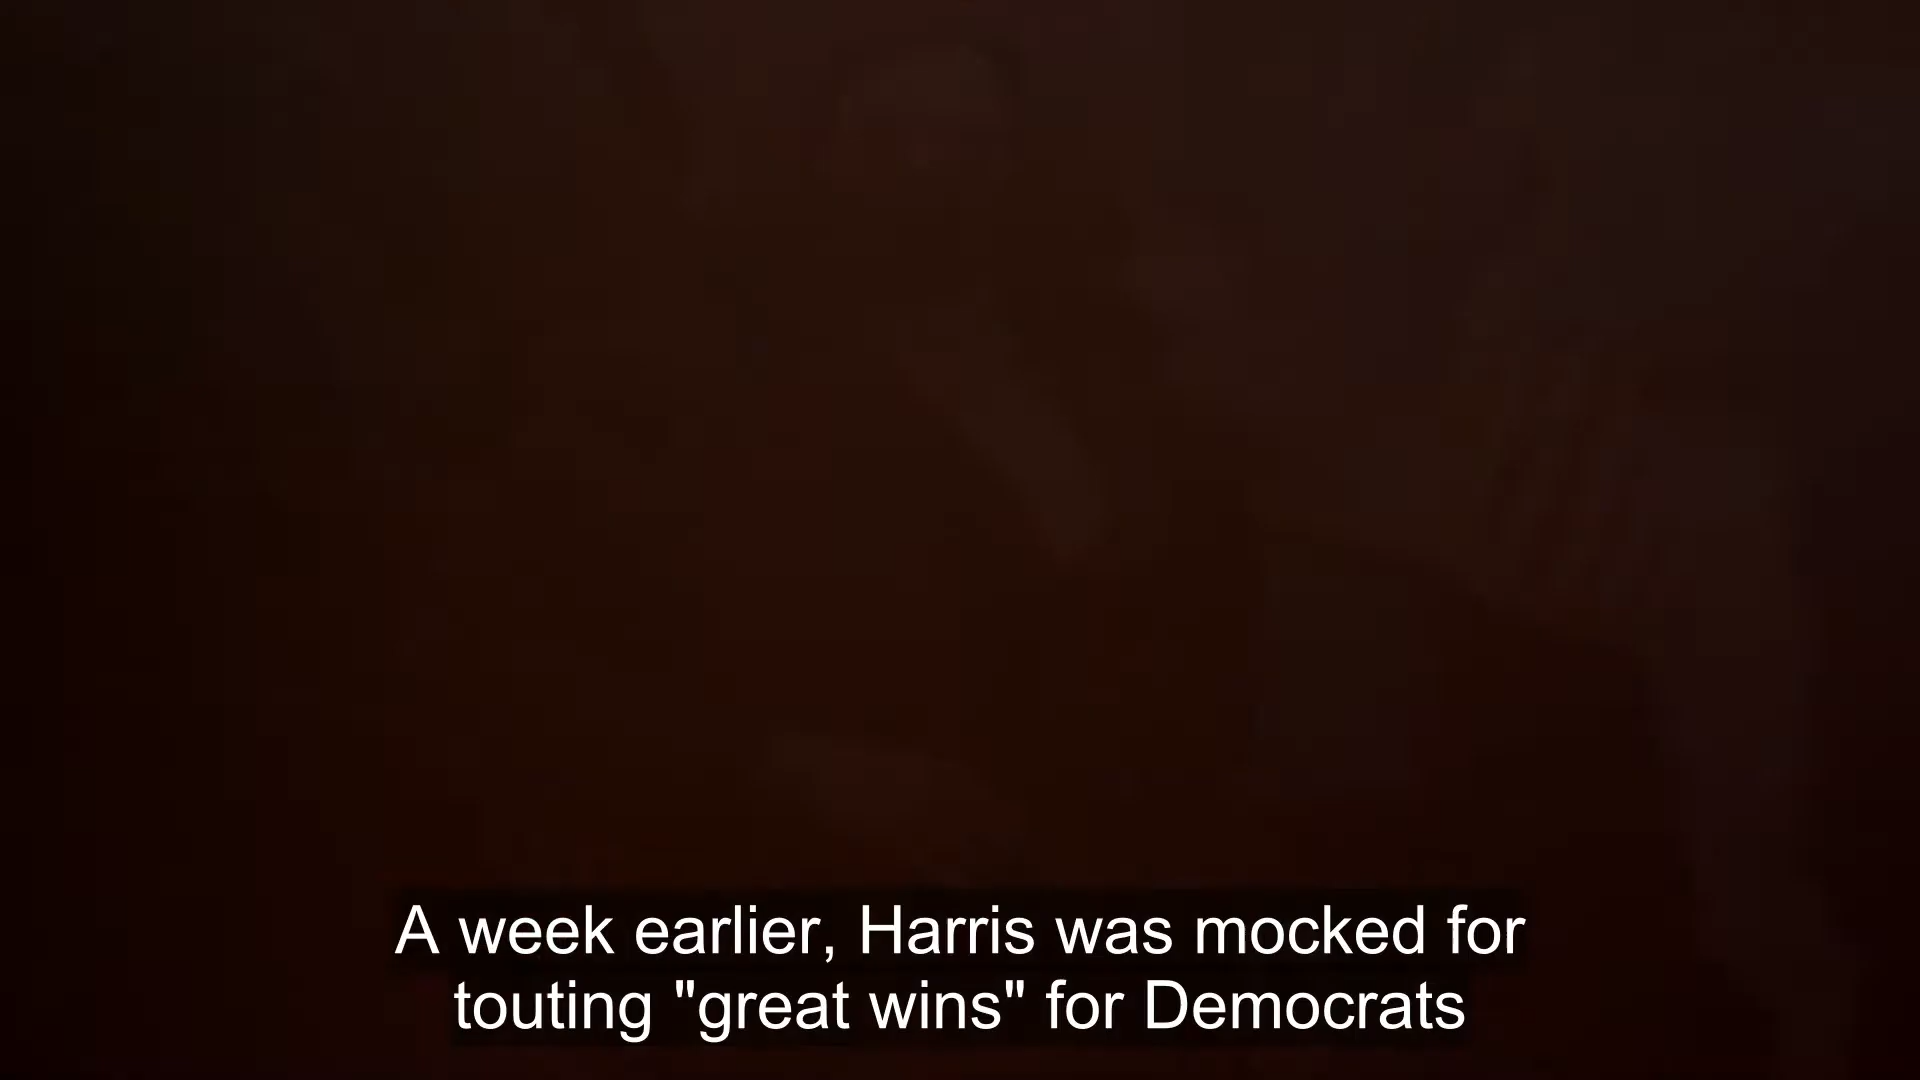 A week earlier, Harris was mocked for
touting "great wins" for Democrats